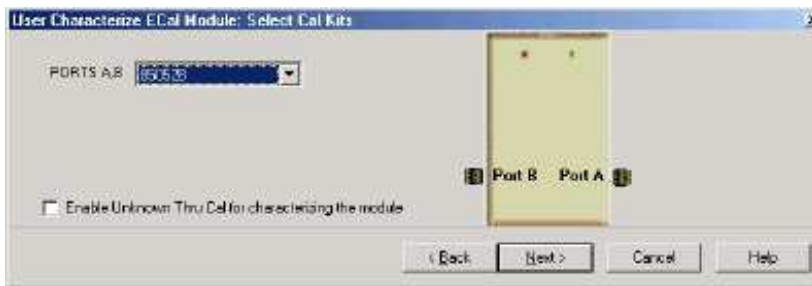 User Characterize ECal Module: Select Cal Kits
PORTS A,B 85052B
Port B Port A
Enable Unknown Thru Cal for characterizing the module
< Back Next > Cancel Help